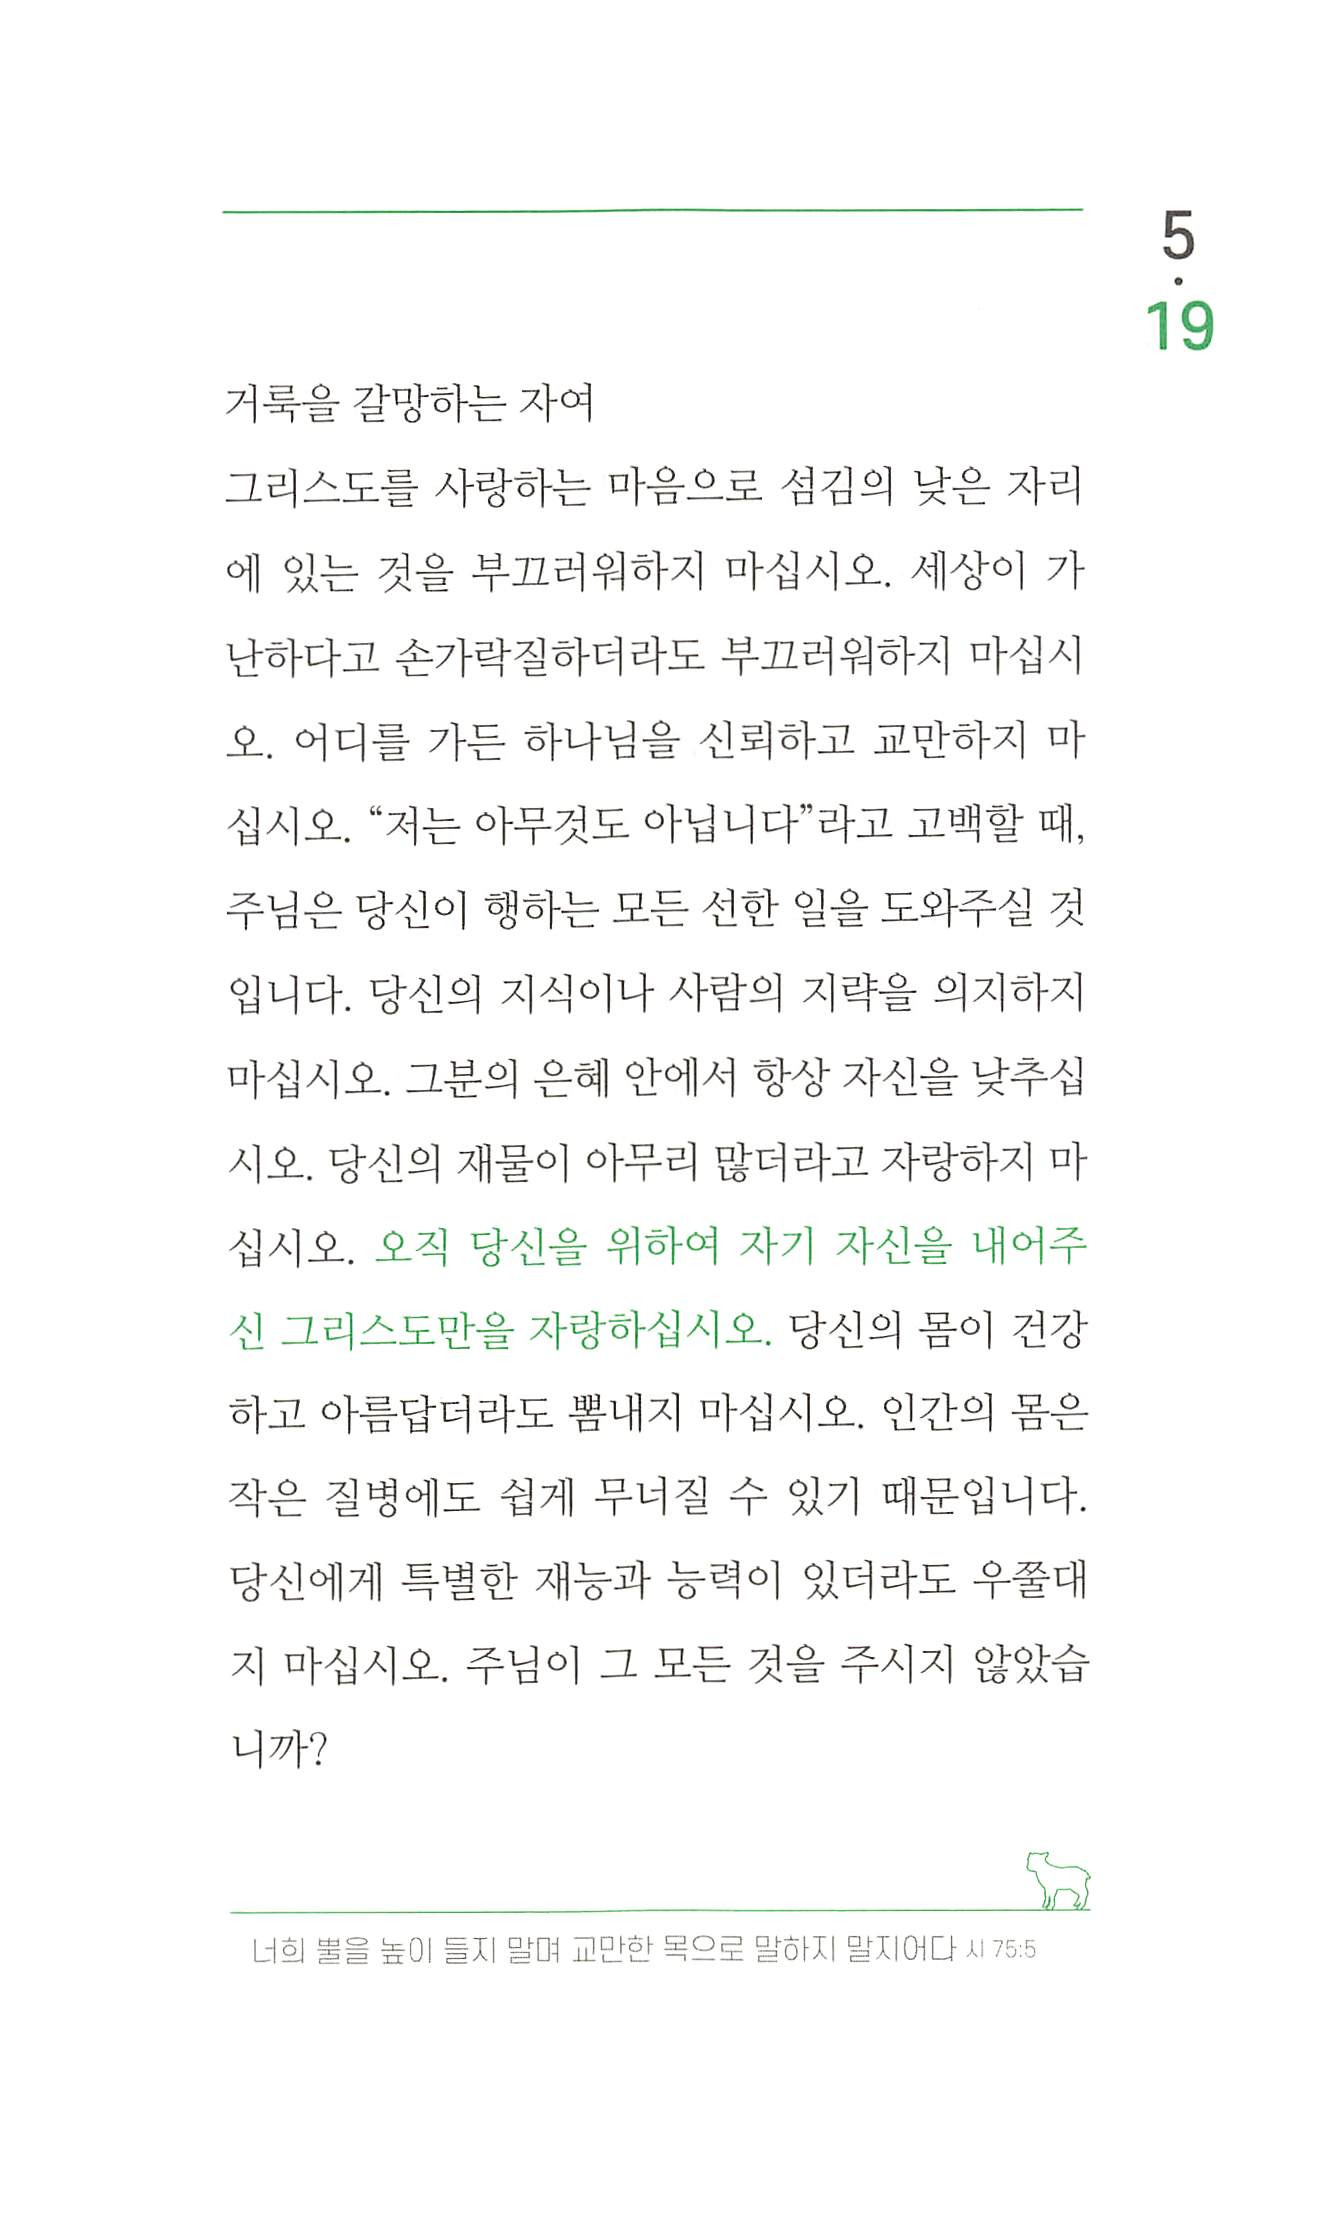 5
·
19
거룩을 갈망하는 자여
그리스도를 사랑하는 마음으로 섬김의 낮은 자리
에 있는 것을 부끄러워하지 마십시오. 세상이 가
난하다고 손가락질하더라도 부끄러워하지 마십시
오. 어디를 가든 하나님을 신뢰하고 교만하지 마
십시오. “저는 아무것도 아닙니다”라고 고백할 때,
주님은 당신이 행하는 모든 선한 일을 도와주실 것
입니다. 당신의 지식이나 사람의 지략을 의지하지
마십시오. 그분의 은혜 안에서 항상 자신을 낮추십
시오. 당신의 재물이 아무리 많더라고 자랑하지 마
십시오. 오직 당신을 위하여 자기 자신을 내어주
신 그리스도만을 자랑하십시오. 당신의 몸이 건강
하고 아름답더라도 뽐내지 마십시오. 인간의 몸은
작은 질병에도 쉽게 무너질 수 있기 때문입니다.
당신에게 특별한 재능과 능력이 있더라도 우쭐대
지 마십시오. 주님이 그 모든 것을 주시지 않았습
니까?
너희 뿔을 높이 들지 말며 교만한 목으로 말하지 말지어다 시 75:5